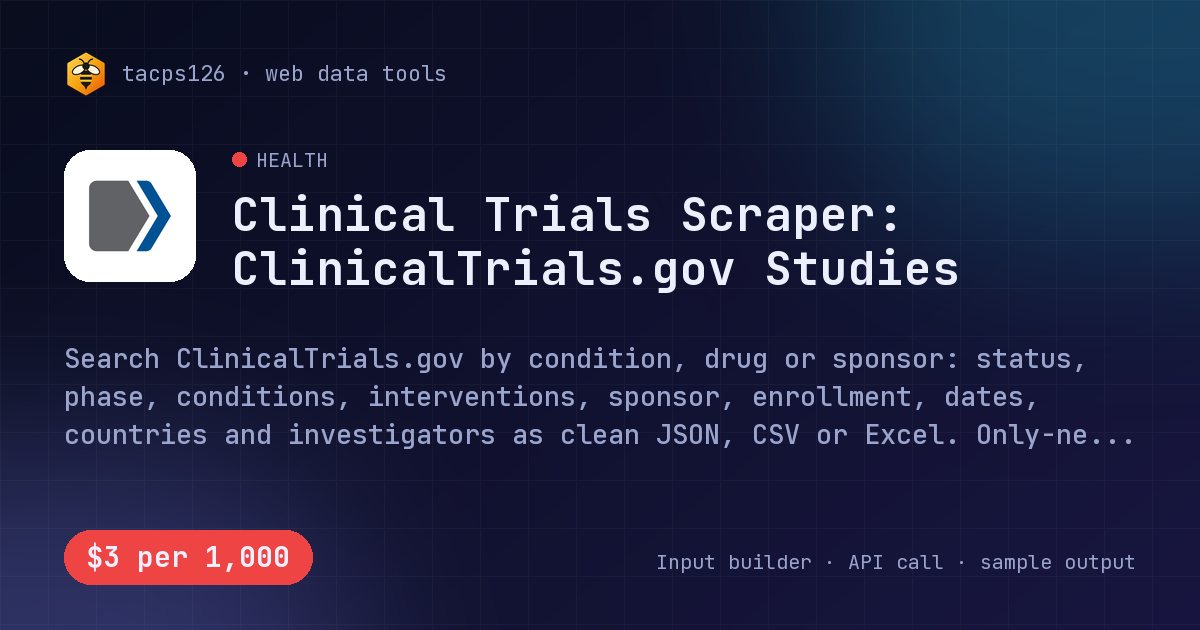 tacps126 · web data tools
HEALTH
Clinical Trials Scraper:
ClinicalTrials.gov Studies
Search ClinicalTrials.gov by condition, drug or sponsor: status,
phase, conditions, interventions, sponsor, enrollment, dates,
countries and investigators as clean JSON, CSV or Excel. Only-ne...
$3 per 1,000
Input builder · API call · sample output